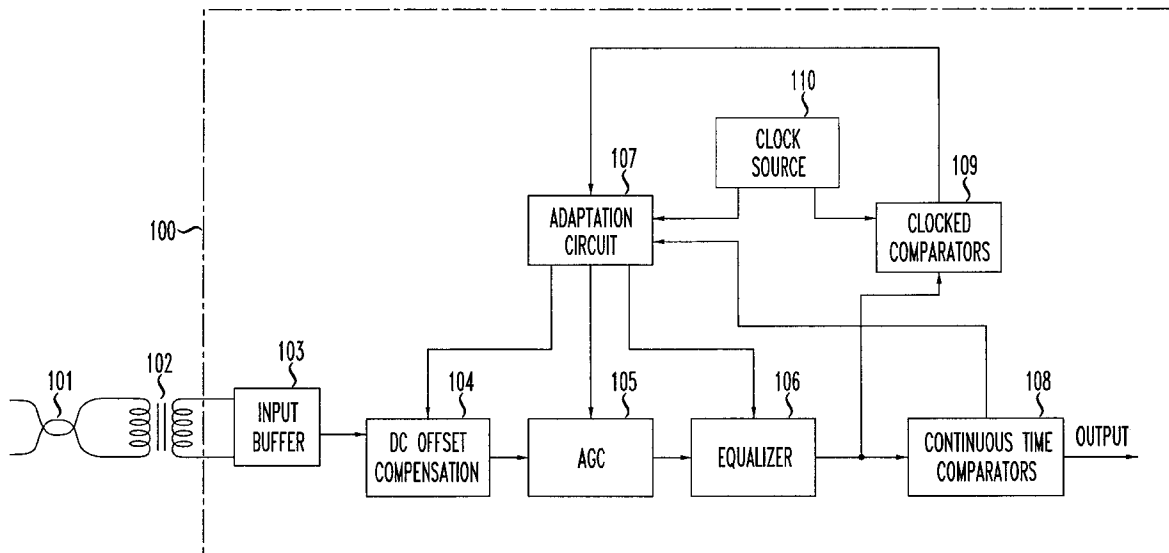 110
CLOCK
SOURCE
107
ADAPTATION
CIRCUIT
109
CLOCKED
COMPARATORS
100
101
102
103
INPUT
BUFFER
104
DC OFFSET
COMPENSATION
105
AGC
106
EQUALIZER
108
CONTINUOUS TIME
COMPARATORS
OUTPUT